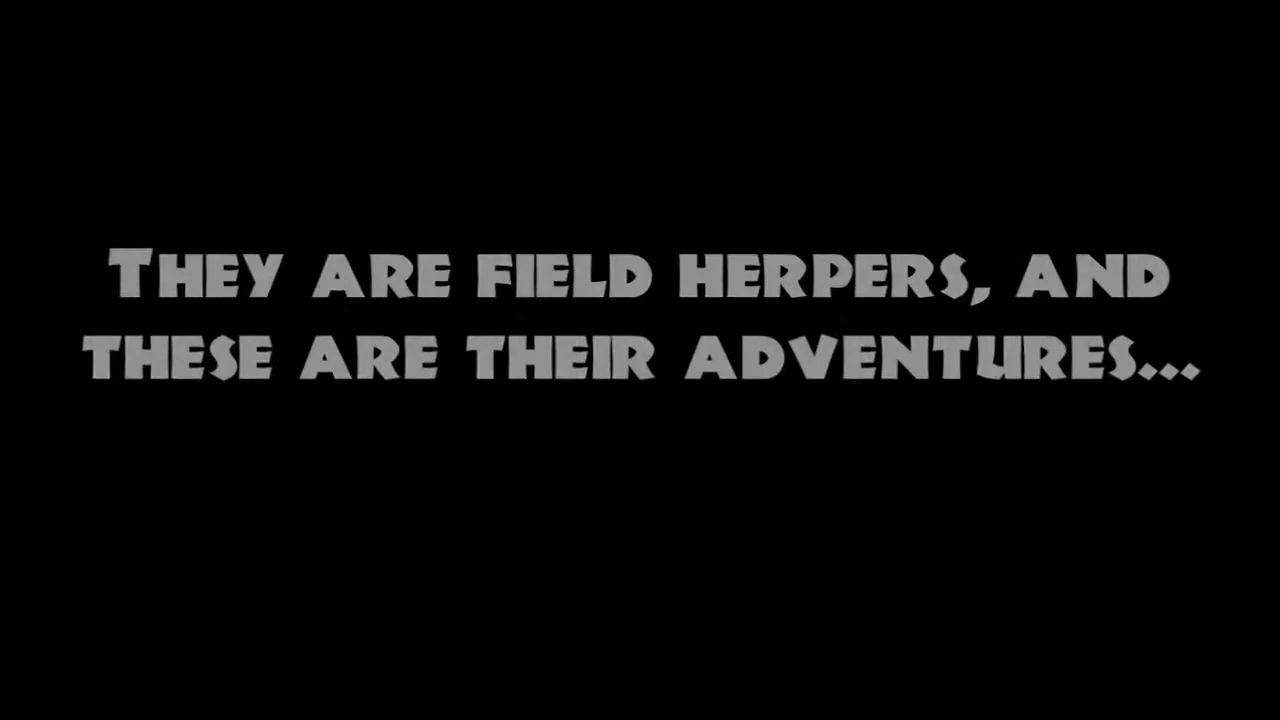 They are field herpers, and
these are their adventures...